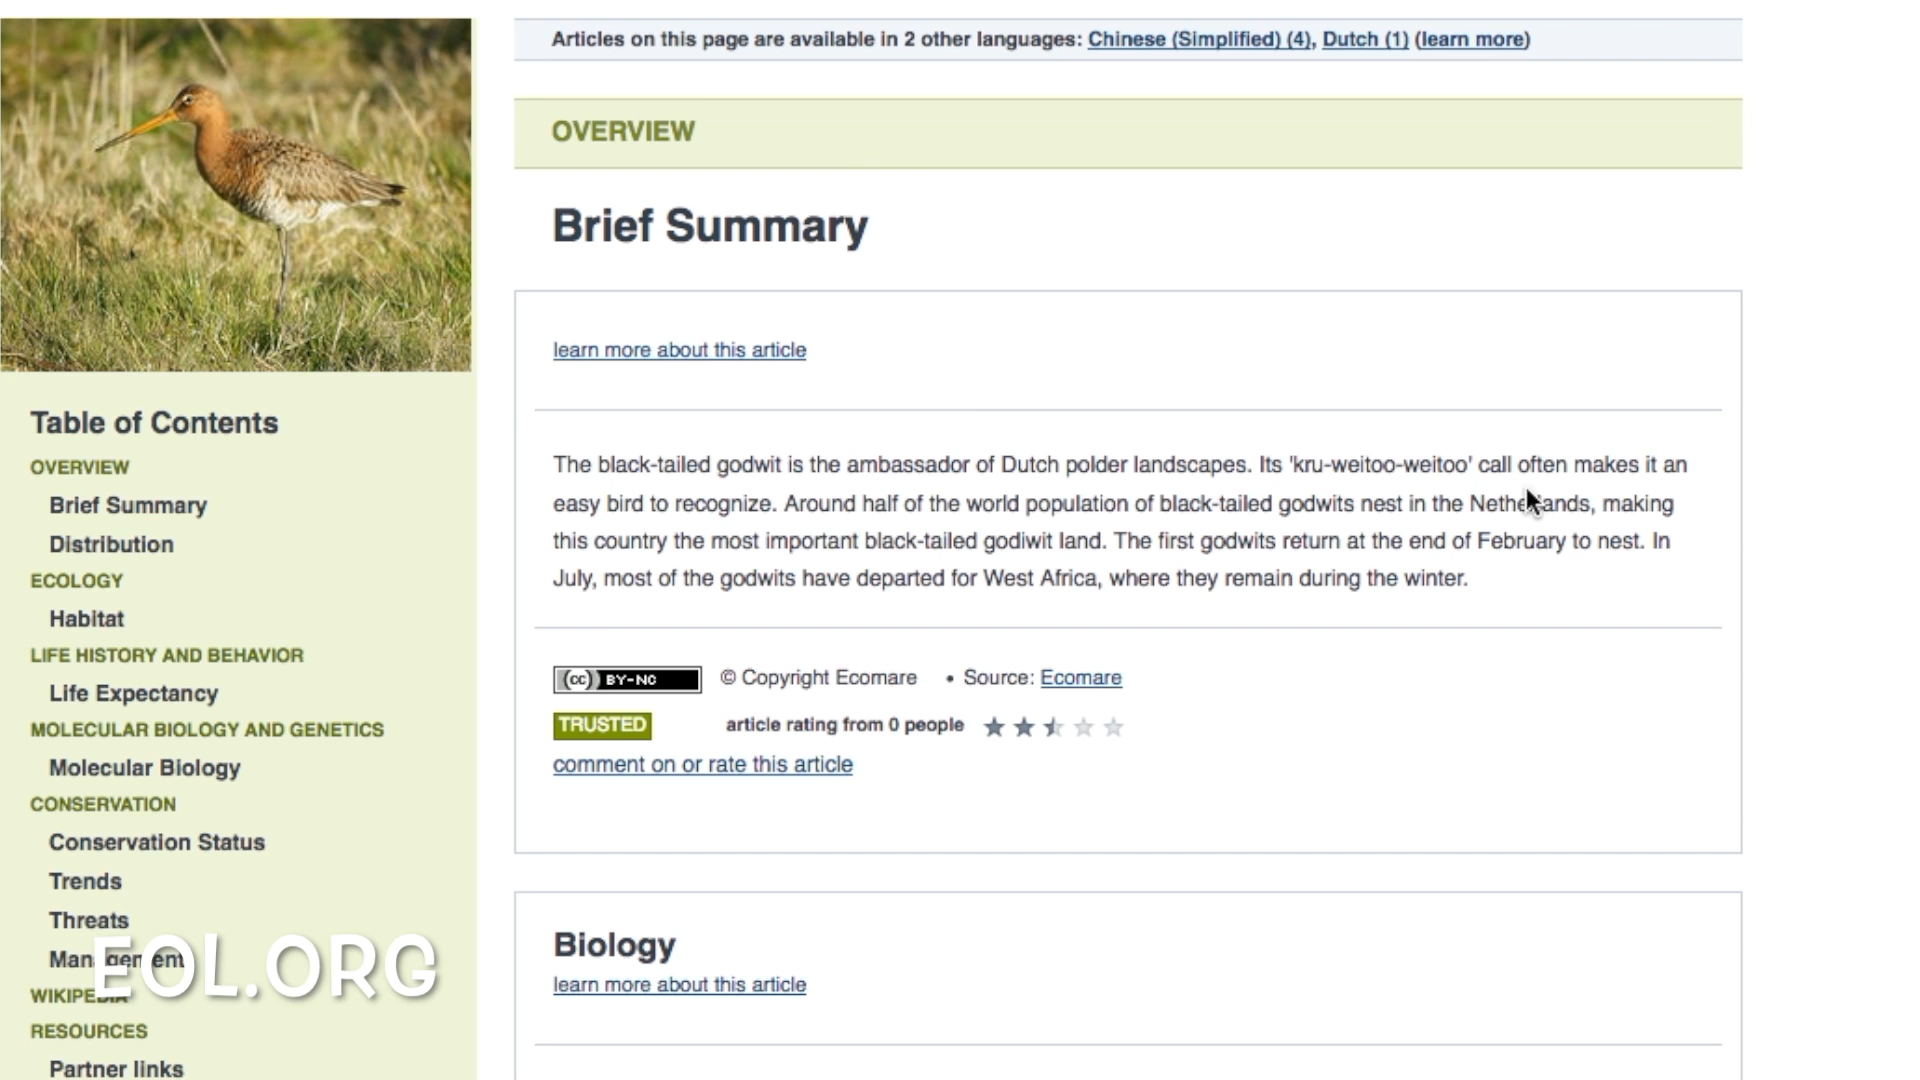 Articles on this page are available in 2 other languages: Chinese (Simplified) (4), Dutch (1) (learn more)
OVERVIEW
Brief Summary
learn more about this article
The black-tailed godwit is the ambassador of Dutch polder landscapes. Its 'kru-weitoo-weitoo' call often makes it an
easy bird to recognize. Around half of the world population of black-tailed godwits nest in the Netherlands, making
this country the most important black-tailed godiwit land. The first godwits return at the end of February to nest. In
July, most of the godwits have departed for West Africa, where they remain during the winter.
(cc) BY-NC © Copyright Ecomare • Source: Ecomare
TRUSTED article rating from 0 people
comment on or rate this article
Biology
learn more about this article
Table of Contents
OVERVIEW
Brief Summary
Distribution
ECOLOGY
Habitat
LIFE HISTORY AND BEHAVIOR
Life Expectancy
MOLECULAR BIOLOGY AND GENETICS
Molecular Biology
CONSERVATION
Conservation Status
Trends
Threats
Management
WIKIPEDIA
RESOURCES
Partner links
EOL.ORG